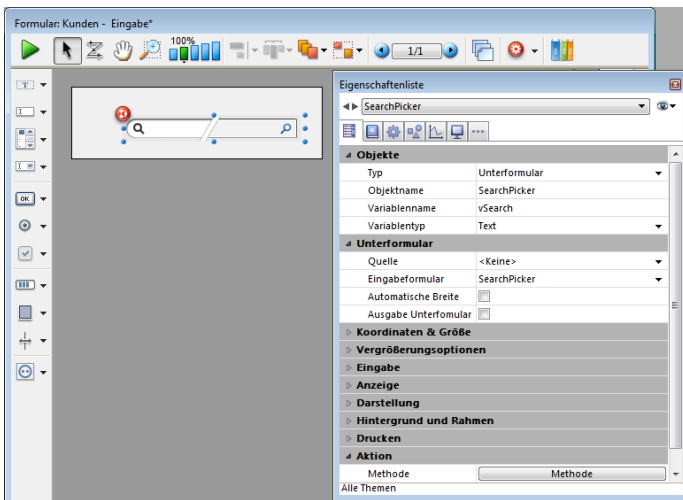 Formular: Kunden - Eingabe*
100%
1/1
Eigenschaftenliste
SearchPicker
OK
Objekte
Typ Unterformular
Objektname SearchPicker
Variablenname vSearch
Variablentyp Text
Unterformular
Quelle <Keine>
Eingabeformular SearchPicker
Automatische Breite
Ausgabe Unterfomular
Koordinaten & Größe
Vergrößerungsoptionen
Eingabe
Anzeige
Darstellung
Hintergrund und Rahmen
Drucken
Aktion
Methode Methode
Alle Themen